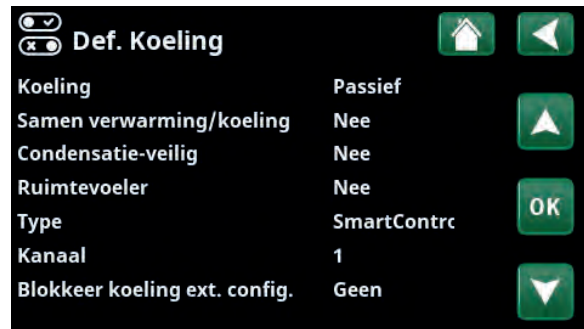 Def. Koeling
Koeling Passief
Samen verwarming/koeling Nee
Condensatie-veilig Nee
Ruimtevoeler Nee
Type SmartContrc
Kanaal 1
OK
Blokkeer koeling ext. config. Geen